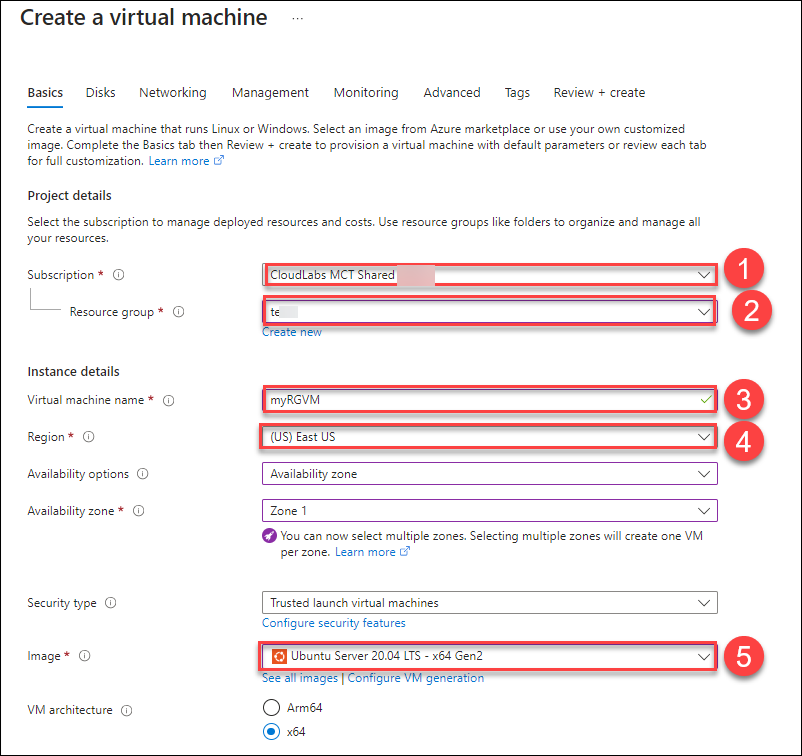 Create a virtual machine ...
Basics Disks Networking Management Monitoring Advanced Tags Review + create
Create a virtual machine that runs Linux or Windows. Select an image from Azure marketplace or use your own customized
image. Complete the Basics tab then Review + create to provision a virtual machine with default parameters or review each tab
for full customization. Learn more
Project details
Select the subscription to manage deployed resources and costs. Use resource groups like folders to organize and manage all
your resources.
Subscription * CloudLabs MCT Shared 1
Resource group * 2
Create new
Instance details
Virtual machine name * myRGVM 3
Region * (US) East US 4
Availability options Availability zone
Availability zone * Zone 1
You can now select multiple zones. Selecting multiple zones will create one VM
per zone. Learn more
Security type Trusted launch virtual machines
Configure security features
Image * Ubuntu Server 20.04 LTS - x64 Gen2 5
See all images | Configure VM generation
VM architecture Arm64
x64